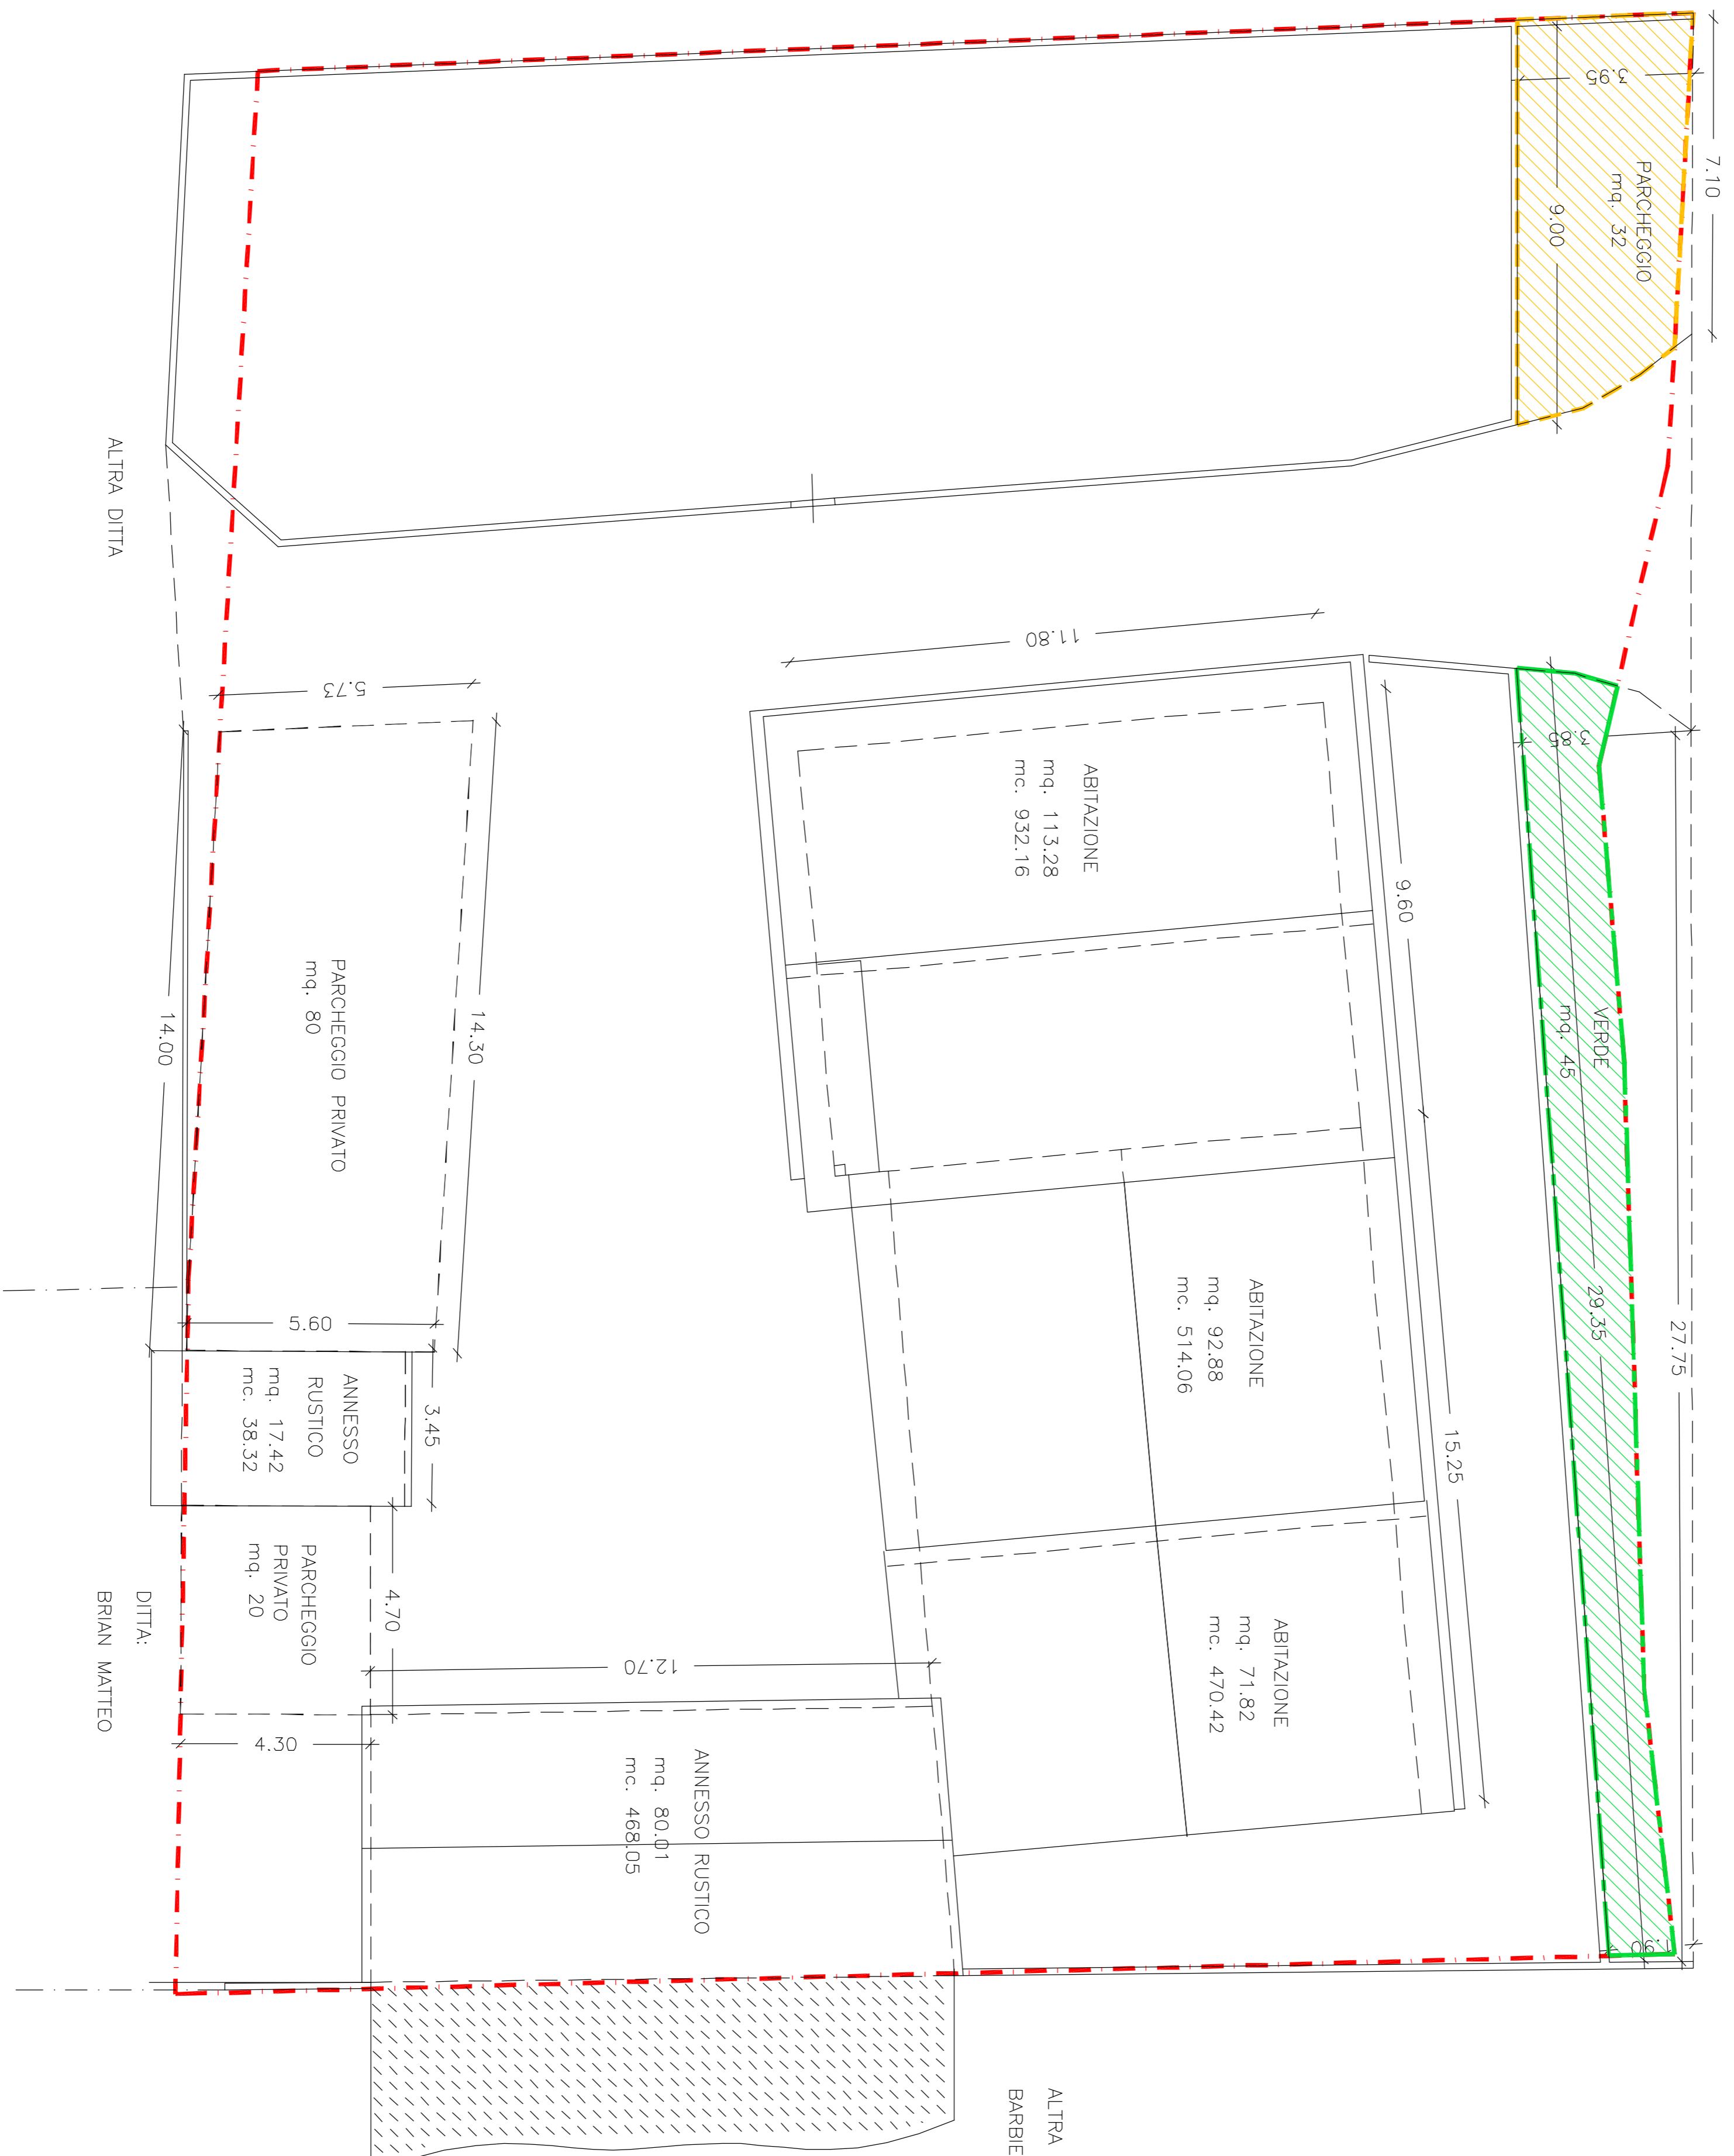 7.10
3.95
PARCHEGGIO
mq. 32
9.00
ALTRA DITTA
11.80
5.73
3.85
ABITAZIONE
mq. 113.28
mc. 932.16
9.60
VERDE
mq. 45
29.35
27.75
PARCHEGGIO PRIVATO
mq. 80
14.30
14.00
5.60
ABITAZIONE
mq. 92.88
mc. 514.06
15.25
ANNESSO
RUSTICO
mq. 17.42
mc. 38.32
3.45
ABITAZIONE
mq. 71.82
mc. 470.42
PARCHEGGIO
PRIVATO
mq. 20
4.70
12.70
4.30
DITTA:
BRIAN MATTEO
ANNESSO RUSTICO
mq. 80.01
mc. 468.05
1.90
ALTRA
BARBIE